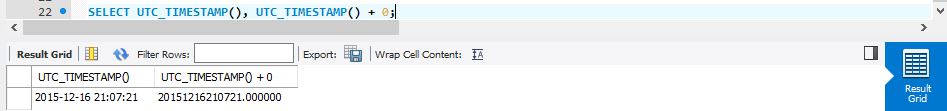 22 SELECT UTC_TIMESTAMP(), UTC_TIMESTAMP() + 0;
Result Grid Filter Rows: Export: Wrap Cell Content: IA
UTC_TIMESTAMP() UTC_TIMESTAMP() + 0
2015-12-16 21:07:21 20151216210721.000000
Result
Grid